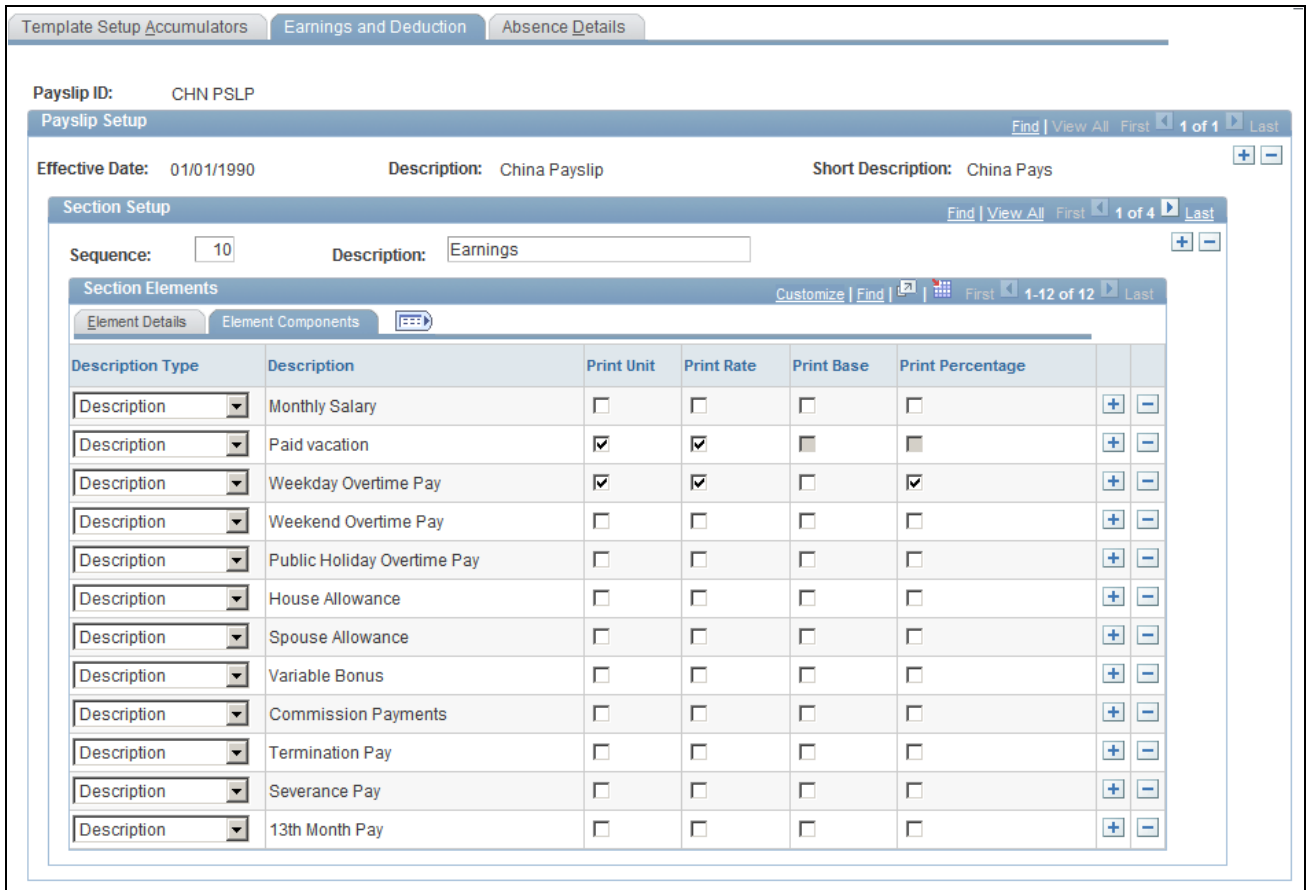 Template Setup Accumulators Earnings and Deduction Absence Details
Payslip ID: CHN PSLP
Payslip Setup Find | View All First 1 of 1 Last
Effective Date: 01/01/1990 Description: China Payslip Short Description: China Pays
Section Setup Find | View All First 1 of 4 Last
Sequence: 10 Description: Earnings
Section Elements Customize | Find | | First 1-12 of 12 Last
Element Details Element Components
Description Type Description Print Unit Print Rate Print Base Print Percentage
Description Monthly Salary
Description Paid vacation
Description Weekday Overtime Pay
Description Weekend Overtime Pay
Description Public Holiday Overtime Pay
Description House Allowance
Description Spouse Allowance
Description Variable Bonus
Description Commission Payments
Description Termination Pay
Description Severance Pay
Description 13th Month Pay